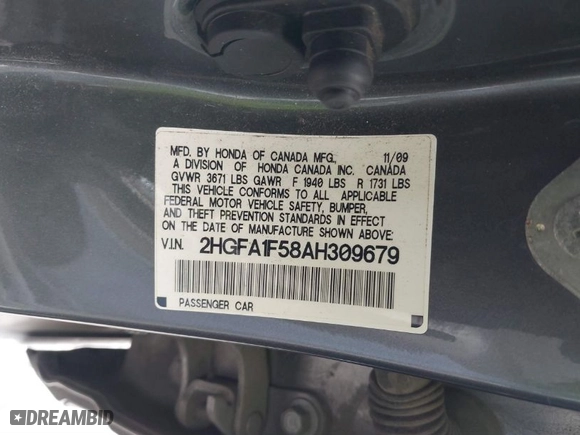 MFD. BY HONDA OF CANADA MFG., 11/09
A DIVISION OF HONDA CANADA INC. CANADA
GVWR 3671 LBS GAWR F 1940 LBS R 1731 LBS
THIS VEHICLE CONFORMS TO ALL APPLICABLE
FEDERAL MOTOR VEHICLE SAFETY, BUMPER,
AND THEFT PREVENTION STANDARDS IN EFFECT
ON THE DATE OF MANUFACTURE SHOWN ABOVE.
V.I.N. 2HGFA1F58AH309679
PASSENGER CAR
DREAMBID